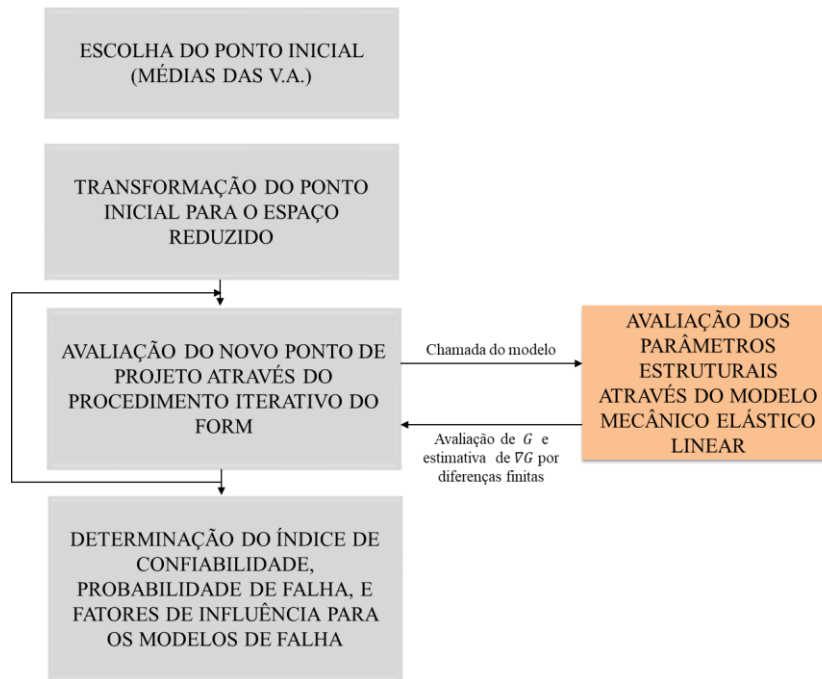 ESCOLHA DO PONTO INICIAL
(MÉDIAS DAS V.A.)
TRANSFORMAÇÃO DO PONTO
INICIAL PARA O ESPAÇO
REDUZIDO
AVALIAÇÃO DO NOVO PONTO DE
PROJETO ATRAVÉS DO
PROCEDIMENTO ITERATIVO DO
FORM
Chamada do modelo
Avaliação de G e
estimativa de ∇G por
diferenças finitas
AVALIAÇÃO DOS
PARÂMETROS
ESTRUTURAIS
ATRAVÉS DO MODELO
MECÂNICO ELÁSTICO
LINEAR
DETERMINAÇÃO DO ÍNDICE DE
CONFIABILIDADE,
PROBABILIDADE DE FALHA, E
FATORES DE INFLUÊNCIA PARA
OS MODELOS DE FALHA